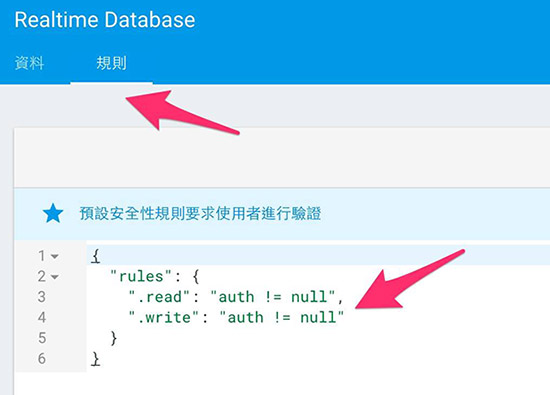 Realtime Database
資料 規則
預設安全性規則要求使用者進行驗證
1 {
2 "rules": {
3 ".read": "auth != null",
4 ".write": "auth != null"
5 }
6 }